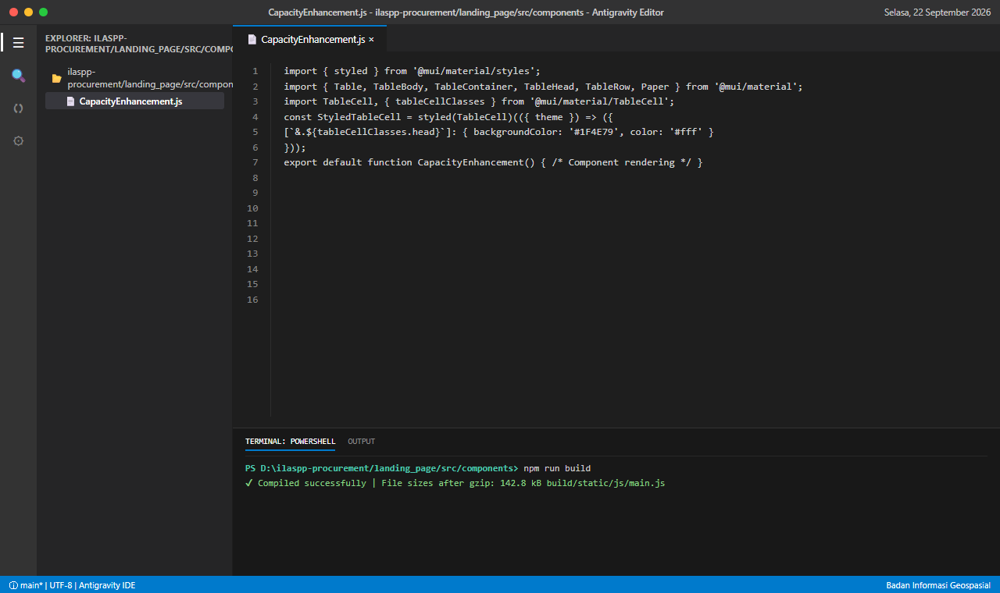 CapacityEnhancement.js - ilaspp-procurement/landing_page/src/components - Antigravity Editor
Selasa, 22 September 2026
EXPLORER: ILASPP-
PROCUREMENT/LANDING_PAGE/SRC/COMPO
ilaspp-
procurement/landing_page/src/compon
CapacityEnhancement.js
CapacityEnhancement.js ×
1 import { styled } from '@mui/material/styles';
2 import { Table, TableBody, TableContainer, TableHead, TableRow, Paper } from '@mui/material';
3 import TableCell, { tableCellClasses } from '@mui/material/TableCell';
4 const StyledTableCell = styled(TableCell)(({ theme }) => ({
5 [`&.${tableCellClasses.head}`]: { backgroundColor: '#1F4E79', color: '#fff' }
6 }));
7 export default function CapacityEnhancement() { /* Component rendering */ }
8
9
10
11
12
13
14
15
16
TERMINAL: POWERSHELL OUTPUT
PS D:\ilaspp-procurement/landing_page/src/components> npm run build
✔ Compiled successfully | File sizes after gzip: 142.8 kB build/static/js/main.js
main* | UTF-8 | Antigravity IDE
Badan Informasi Geospasial